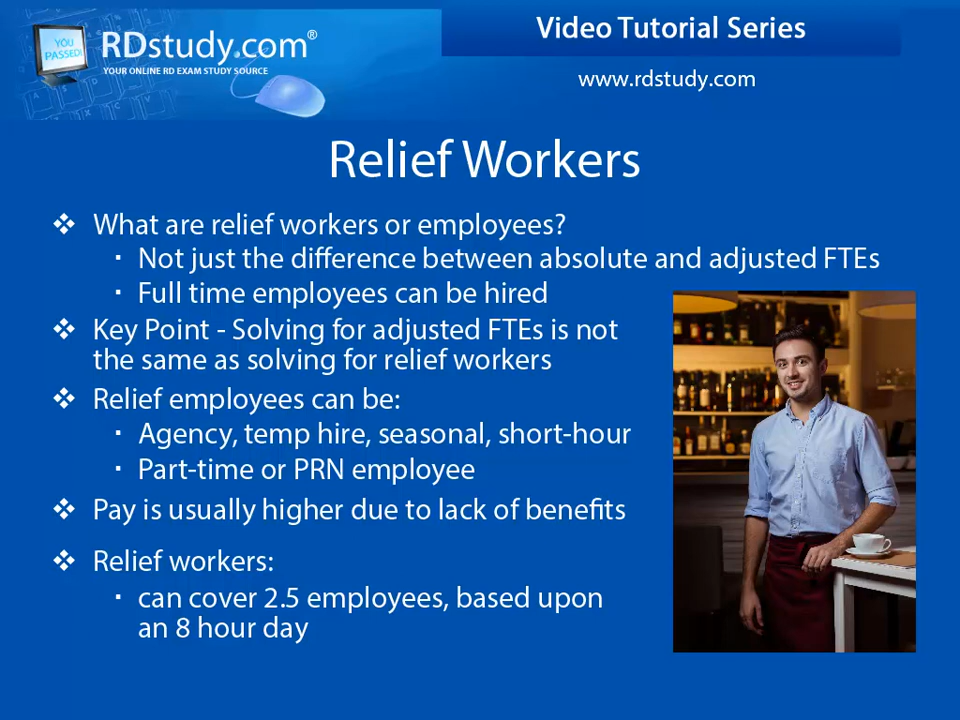 YOU
PASSED!
RDstudy.com®
YOUR ONLINE RD EXAM STUDY SOURCE
Video Tutorial Series
www.rdstudy.com
Relief Workers
❖ What are relief workers or employees?
▪ Not just the difference between absolute and adjusted FTEs
▪ Full time employees can be hired
❖ Key Point - Solving for adjusted FTEs is not
the same as solving for relief workers
❖ Relief employees can be:
▪ Agency, temp hire, seasonal, short-hour
▪ Part-time or PRN employee
❖ Pay is usually higher due to lack of benefits
❖ Relief workers:
▪ can cover 2.5 employees, based upon
an 8 hour day